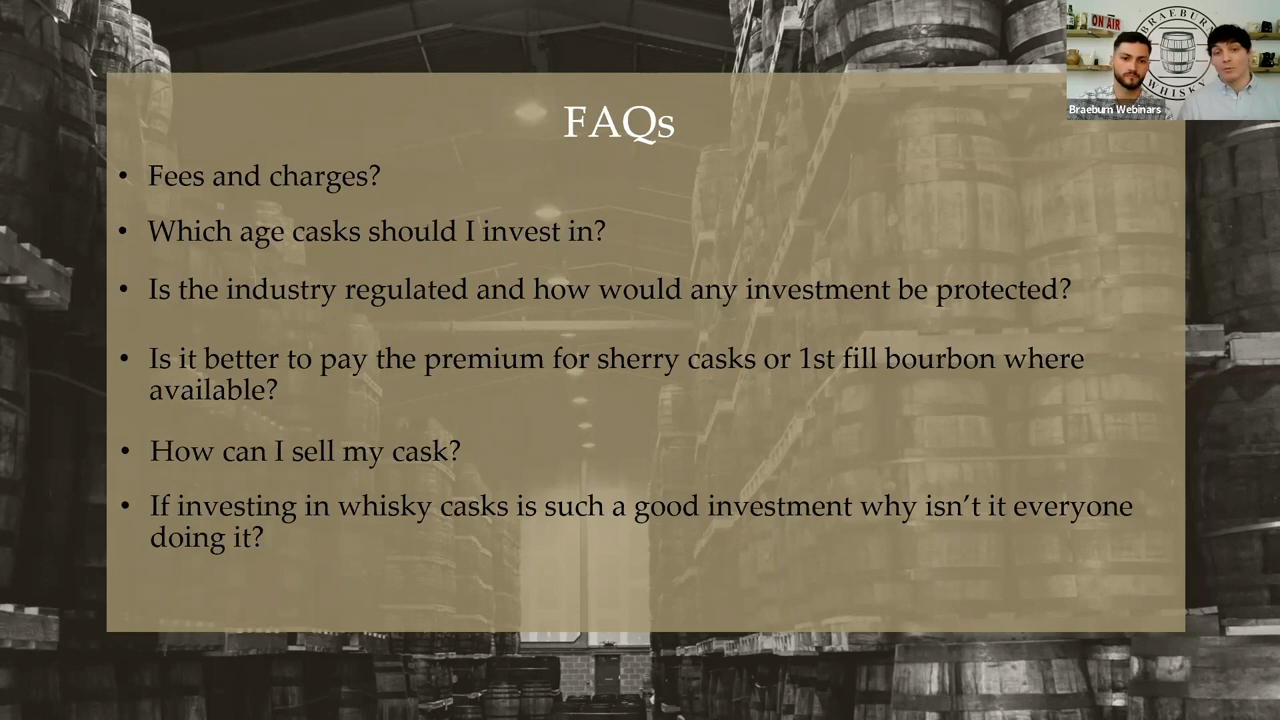 ON AIR
BRAEBURN
WHISKY
Braeburn Webinars
FAQs
• Fees and charges?
• Which age casks should I invest in?
• Is the industry regulated and how would any investment be protected?
• Is it better to pay the premium for sherry casks or 1st fill bourbon where
available?
• How can I sell my cask?
• If investing in whisky casks is such a good investment why isn’t it everyone
doing it?